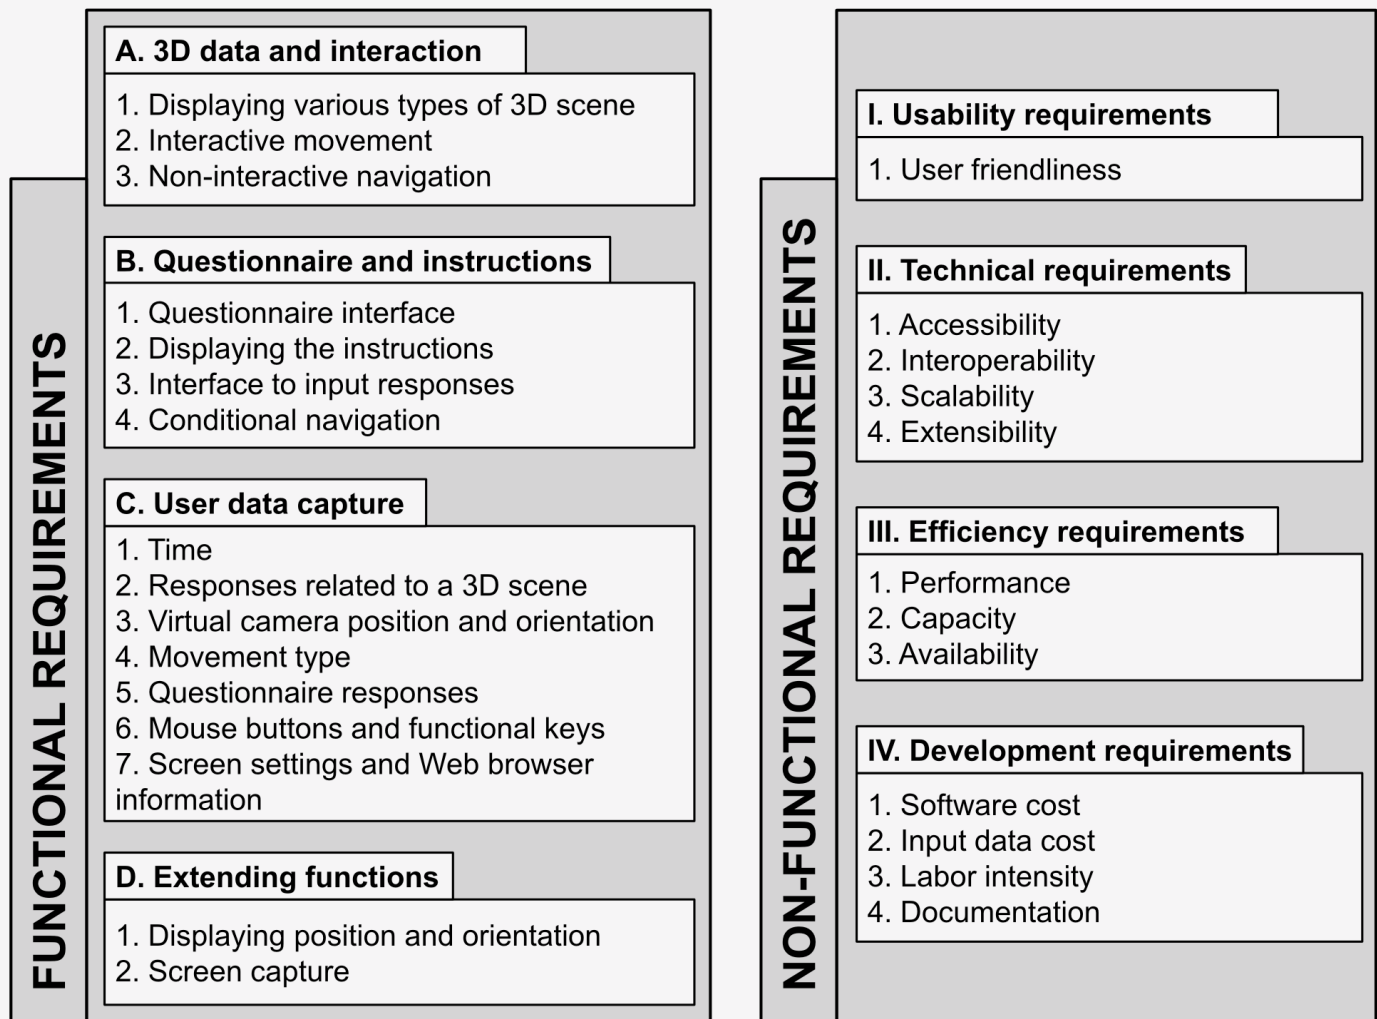 FUNCTIONAL REQUIREMENTS
A. 3D data and interaction
1. Displaying various types of 3D scene
2. Interactive movement
3. Non-interactive navigation
B. Questionnaire and instructions
1. Questionnaire interface
2. Displaying the instructions
3. Interface to input responses
4. Conditional navigation
C. User data capture
1. Time
2. Responses related to a 3D scene
3. Virtual camera position and orientation
4. Movement type
5. Questionnaire responses
6. Mouse buttons and functional keys
7. Screen settings and Web browser
information
D. Extending functions
1. Displaying position and orientation
2. Screen capture
NON-FUNCTIONAL REQUIREMENTS
I. Usability requirements
1. User friendliness
II. Technical requirements
1. Accessibility
2. Interoperability
3. Scalability
4. Extensibility
III. Efficiency requirements
1. Performance
2. Capacity
3. Availability
IV. Development requirements
1. Software cost
2. Input data cost
3. Labor intensity
4. Documentation